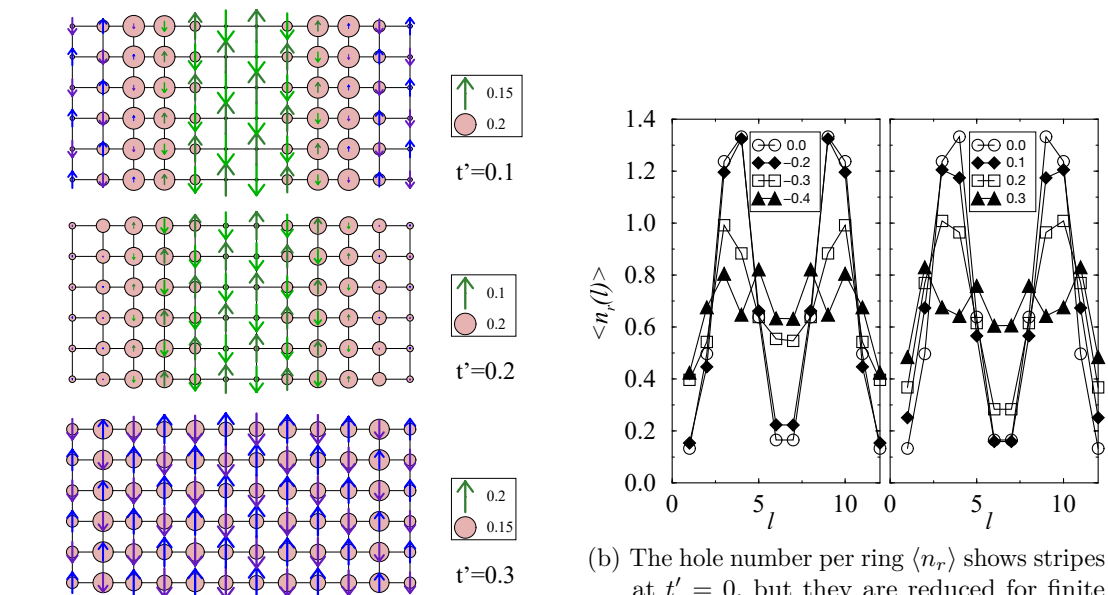 0.15
0.2
t’=0.1
0.1
0.2
t’=0.2
0.2
0.15
t’=0.3
1.4
1.2
1.0
0.8
0.6
0.4
0.2
0.0
<n_r(l)>
0.0
−0.2
−0.3
−0.4
0.0
0.1
0.2
0.3
0 5 10 0 5 10
l l
(b) The hole number per ring ⟨n_r⟩ shows stripes
at t′ = 0, but they are reduced for finite